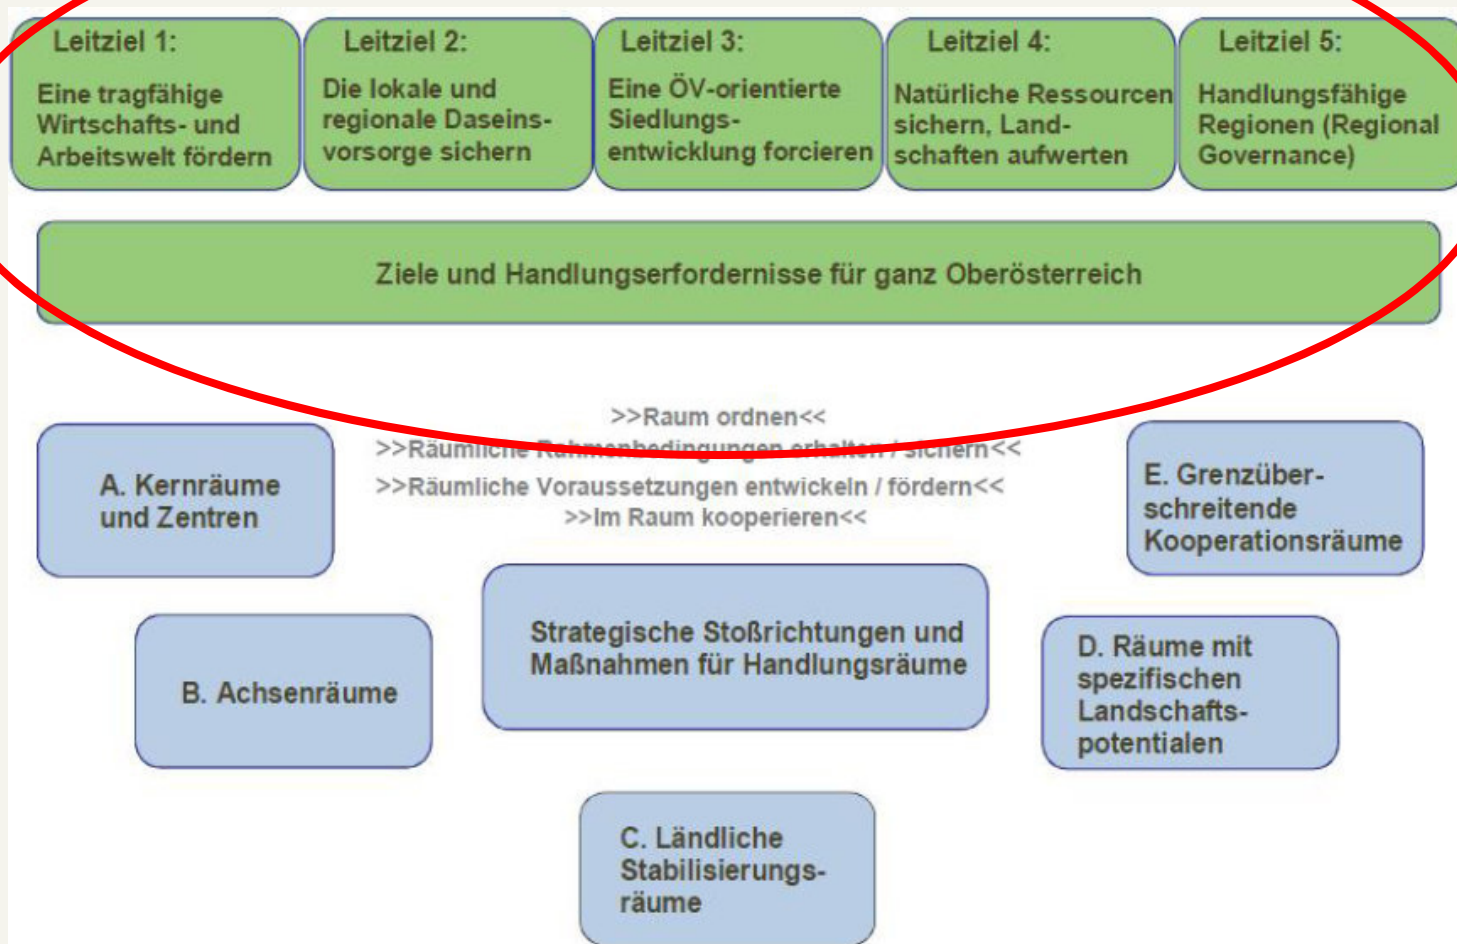 Leitziel 1:
Eine tragfähige
Wirtschafts- und
Arbeitswelt fördern
Leitziel 2:
Die lokale und
regionale Daseins-
vorsorge sichern
Leitziel 3:
Eine ÖV-orientierte
Siedlungs-
entwicklung forcieren
Leitziel 4:
Natürliche Ressourcen
sichern, Land-
schaften aufwerten
Leitziel 5:
Handlungsfähige
Regionen (Regional
Governance)
Ziele und Handlungserfordernisse für ganz Oberösterreich
>>Raum ordnen<<
>>Räumliche Rahmenbedingungen erhalten / sichern<<
>>Räumliche Voraussetzungen entwickeln / fördern<<
>>Im Raum kooperieren<<
A. Kernräume
und Zentren
B. Achsenräume
Strategische Stoßrichtungen und
Maßnahmen für Handlungsräume
C. Ländliche
Stabilisierungs-
räume
D. Räume mit
spezifischen
Landschafts-
potentialen
E. Grenzüber-
schreitende
Kooperationsräume